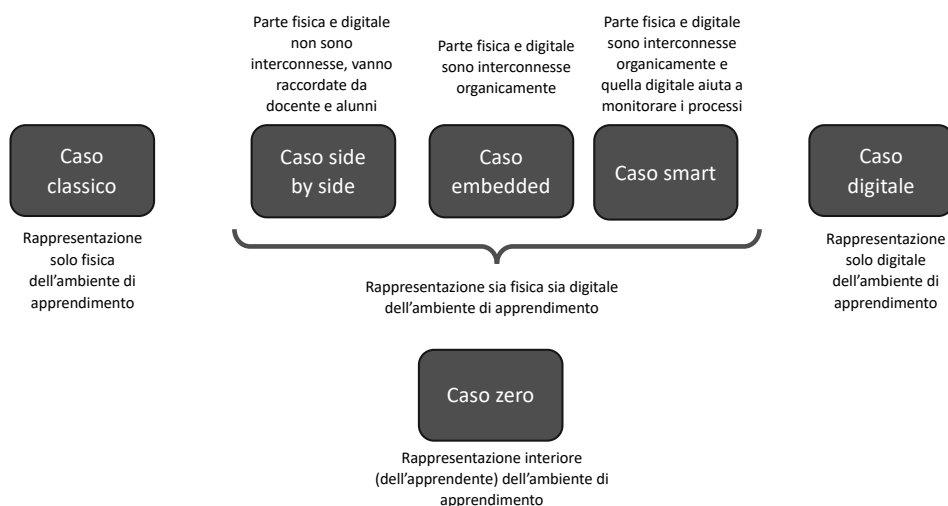 Parte fisica e digitale
non sono
interconnesse, vanno
raccordate da
docente e alunni
Parte fisica e digitale
sono interconnesse
organicamente
Parte fisica e digitale
sono interconnesse
organicamente e
quella digitale aiuta a
monitorare i processi
Caso
classico
Caso side
by side
Caso
embedded
Caso smart
Caso
digitale
Rappresentazione
solo fisica
dell’ambiente di
apprendimento
Rappresentazione sia fisica sia digitale
dell’ambiente di apprendimento
Rappresentazione
solo digitale
dell’ambiente di
apprendimento
Caso zero
Rappresentazione interiore
(dell’apprendente) dell’ambiente di
apprendimento